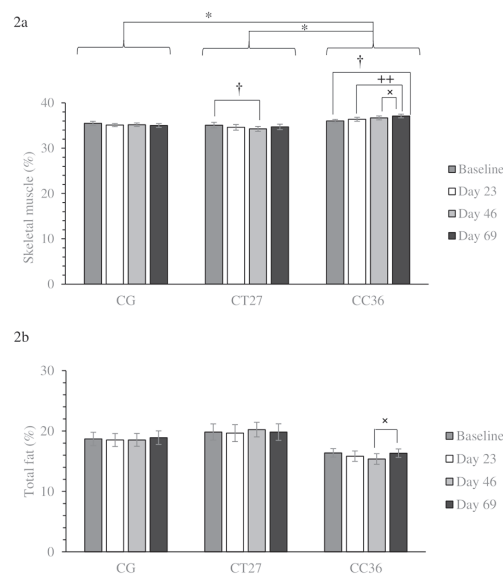 2a
*
*
†
++
†
×
40
30
20
10
0
Skeletal muscle (%)
CG
CT27
CC36
Baseline
Day 23
Day 46
Day 69
2b
30
20
10
0
Total fat (%)
×
CG
CT27
CC36
Baseline
Day 23
Day 46
Day 69